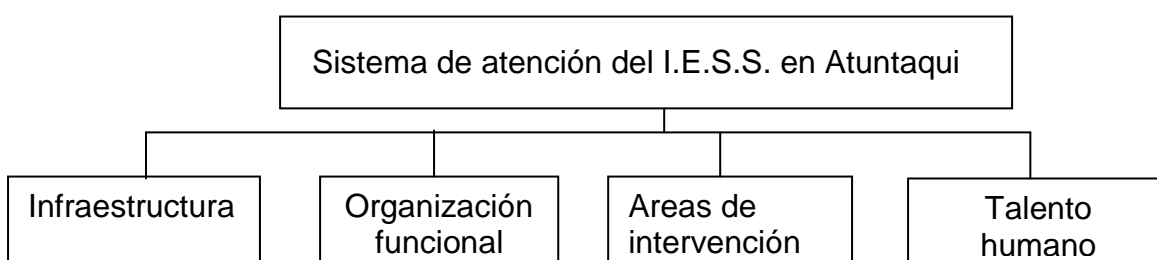 Sistema de atención del I.E.S.S. en Atuntaqui
Infraestructura
Organización
funcional
Areas de
intervención
Talento
humano